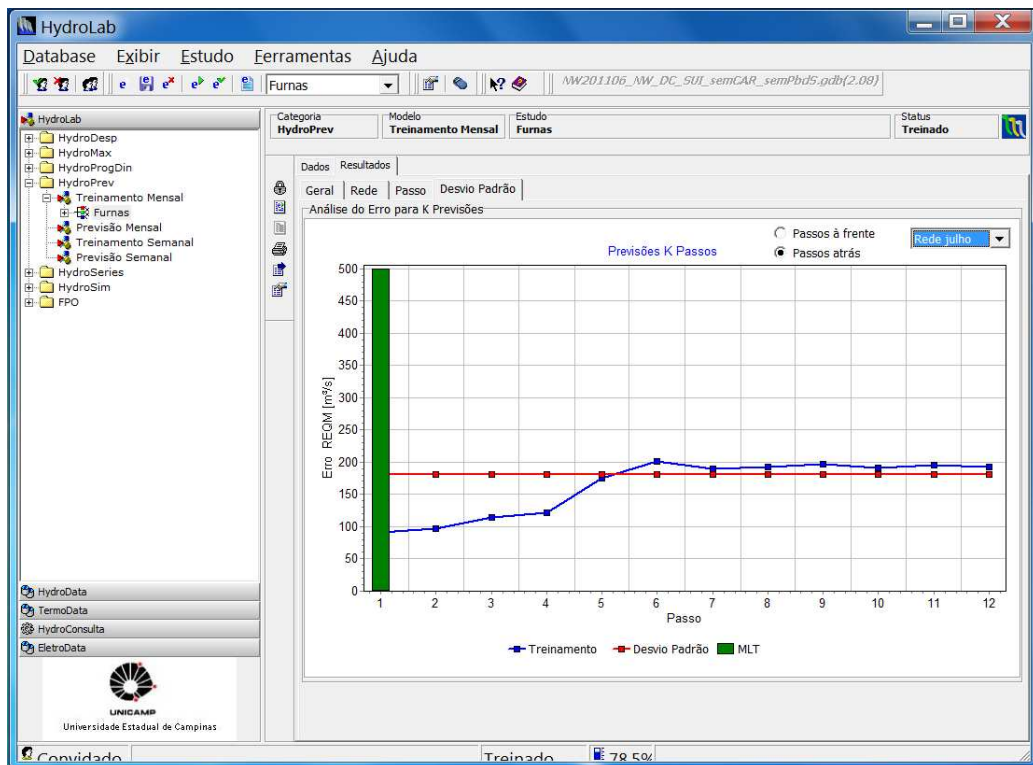 HydroLab
Database Exibir Estudo Ferramentas Ajuda
Furnas
NW201106_NW_DC_SUI_semCAR_semPbd5.gdb(2.08)
HydroLab
HydroDesp
HydroMax
HydroProgDin
HydroPrev
Treinamento Mensal
Furnas
Previsão Mensal
Treinamento Semanal
Previsão Semanal
HydroSeries
HydroSim
FPO
HydroData
TermoData
HydroConsulta
EletroData
UNICAMP
Universidade Estadual de Campinas
Categoria Modelo Estudo Status
HydroPrev Treinamento Mensal Furnas Treinado
Dados Resultados
Geral Rede Passo Desvio Padrão
Análise do Erro para K Previsões
Previsões K Passos
Passos à frente
Passos atrás
Rede julho
500
450
400
350
300
250
200
150
100
50
0
Erro REQM [m³/s]
1 2 3 4 5 6 7 8 9 10 11 12
Passo
Treinamento Desvio Padrão MLT
Convidado Treinado 78.5%